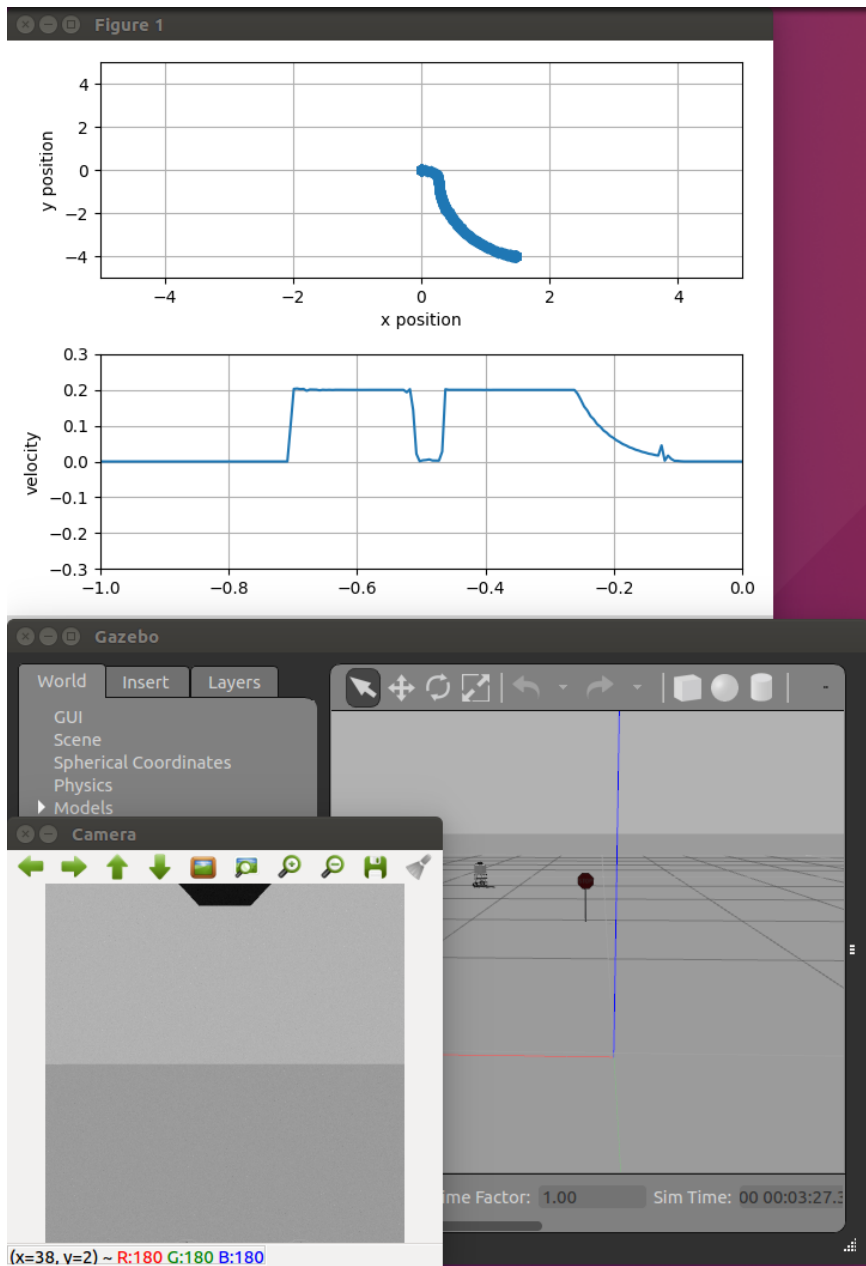 Figure 1
4
2
0
−2
−4
y position
−4 −2 0 2 4
x position
0.3
0.2
0.1
0.0
−0.1
−0.2
−0.3
velocity
−1.0 −0.8 −0.6 −0.4 −0.2 0.0
Gazebo
World Insert Layers
GUI
Scene
Spherical Coordinates
Physics
Models
Camera
ime Factor: 1.00 Sim Time: 00 00:03:27.3
(x=38, y=2) ~ R:180 G:180 B:180